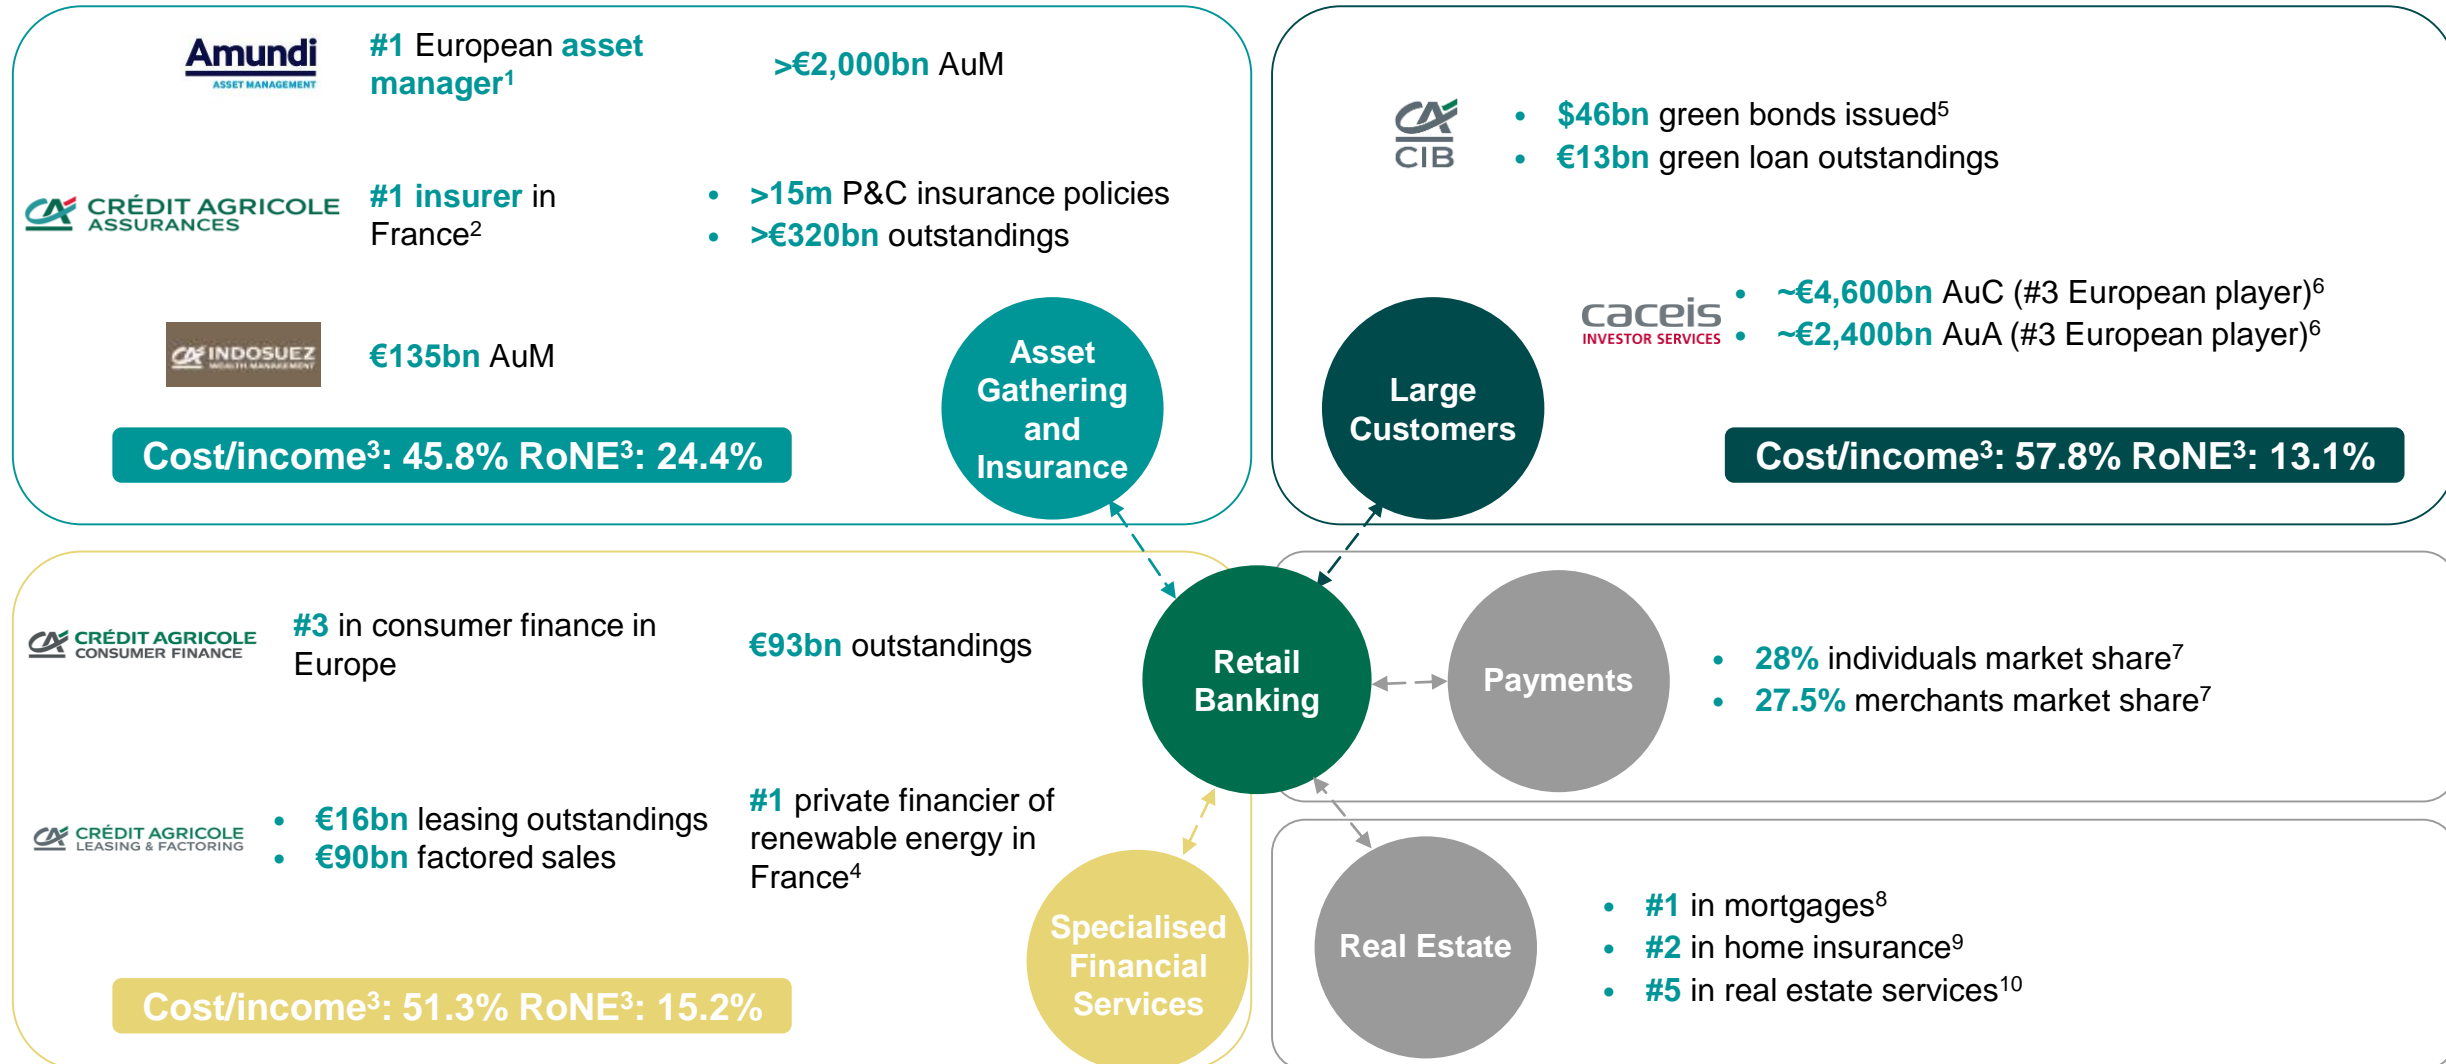 Amundi
ASSET MANAGEMENT
#1 European asset
manager1
>€2,000bn AuM
CRÉDIT AGRICOLE
ASSURANCES
#1 insurer in
France2
• >15m P&C insurance policies
• >€320bn outstandings
INDOSUEZ
WEALTH MANAGEMENT
€135bn AuM
Cost/income3: 45.8% RoNE3: 24.4%
Asset
Gathering
and
Insurance
CA
CIB
• $46bn green bonds issued5
• €13bn green loan outstandings
caceis
INVESTOR SERVICES
• ~€4,600bn AuC (#3 European player)6
• ~€2,400bn AuA (#3 European player)6
Large
Customers
Cost/income3: 57.8% RoNE3: 13.1%
CRÉDIT AGRICOLE
CONSUMER FINANCE
#3 in consumer finance in
Europe
€93bn outstandings
CRÉDIT AGRICOLE
LEASING & FACTORING
• €16bn leasing outstandings
• €90bn factored sales
#1 private financier of
renewable energy in
France4
Cost/income3: 51.3% RoNE3: 15.2%
Specialised
Financial
Services
Retail
Banking
Payments
• 28% individuals market share7
• 27.5% merchants market share7
Real Estate
• #1 in mortgages8
• #2 in home insurance9
• #5 in real estate services10